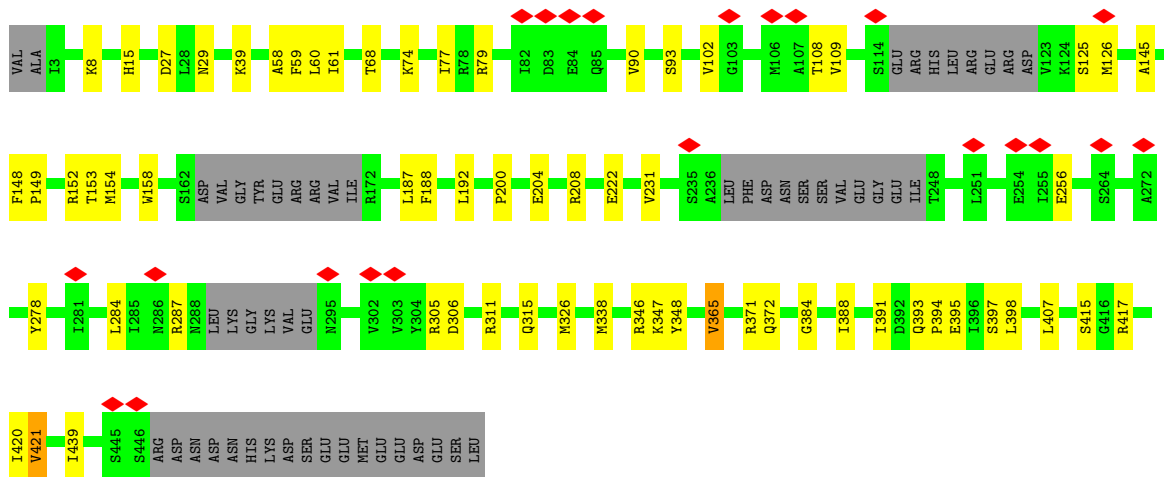 VAL ALA I3 K8 H15 D27 L28 N29 K39 A58 F59 L60 I61 T68 K74 I77 R78 R79 I82 D83 E84 Q85 V90 S93 V102 G103 M106 A107 T108 V109 S114 GLU ARG HIS LEU ARG GLU ARG ASP V123 K124 S125 M126 A145
F148 P149 R152 T153 M154 W158 S162 ASP VAL GLY TYR GLU ARG ARG VAL ILE R172 L187 F188 L192 P200 E204 R208 E222 V231 S235 A236 LEU PHE ASP ASN SER SER VAL GLU GLY GLU ILE T248 L251 E254 I255 E256 S264 A272
Y278 I281 L284 I285 N286 R287 N288 LEU LYS GLY LYS VAL GLU N295 V302 V303 Y304 R305 D306 R311 Q315 M326 M338 R346 K347 Y348 V365 R371 Q372 G384 I388 I391 D392 Q393 P394 E395 I396 S397 L398 L407 S415 G416 R417
I420 V421 I439 S445 S446 ARG ASP ASN ASP ASN HIS LYS ASP SER GLU GLU MET GLU GLU ASP GLU SER LEU